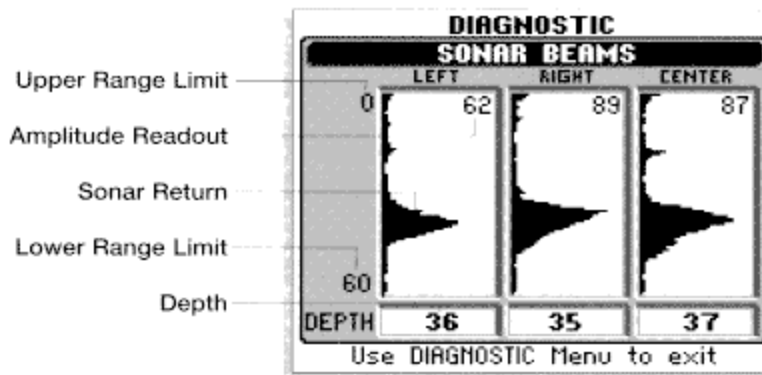 DIAGNOSTIC
SONAR BEAMS
LEFT RIGHT CENTER
Upper Range Limit
0 62 89 87
Amplitude Readout
Sonar Return
Lower Range Limit
60
Depth
DEPTH 36 35 37
Use DIAGNOSTIC Menu to exit